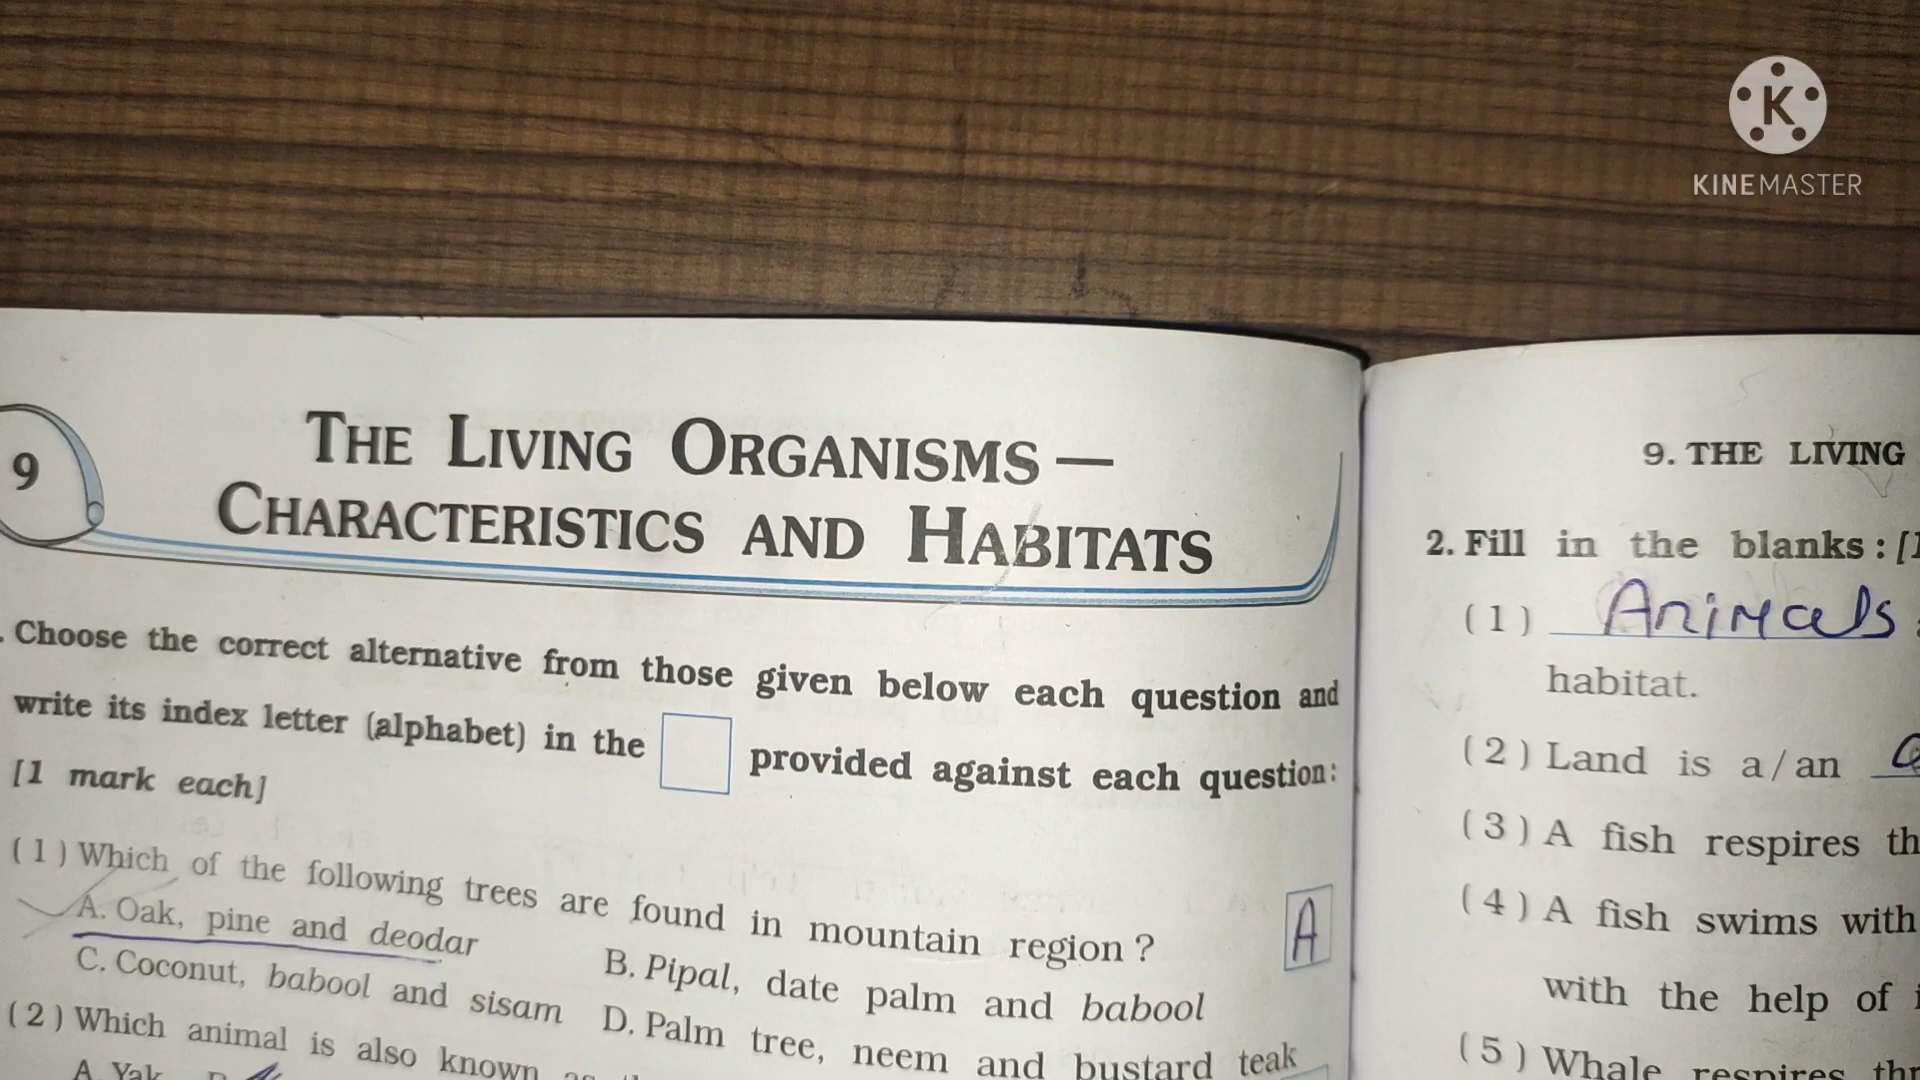 KINEMASTER
9
THE LIVING ORGANISMS —
CHARACTERISTICS AND HABITATS
. Choose the correct alternative from those given below each question and
write its index letter (alphabet) in the provided against each question:
[1 mark each]
(1) Which of the following trees are found in mountain region?
A
A. Oak, pine and deodar
B. Pipal, date palm and babool
C. Coconut, babool and sisam
D. Palm tree, neem and bustard teak
(2) Which animal is also known
A. Yak
9. THE LIVING
2. Fill in the blanks: [1
(1) Animals
habitat.
(2) Land is a/an
(3) A fish respires th
(4) A fish swims with
with the help of
(5) Whale respires thr